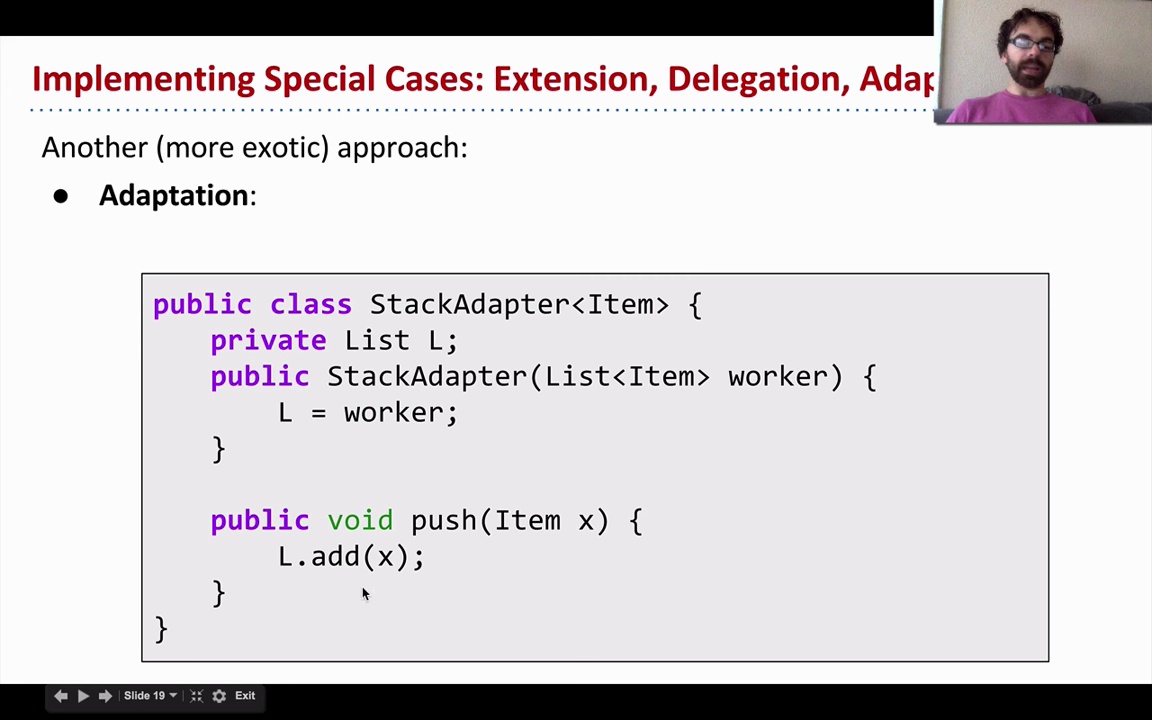 Implementing Special Cases: Extension, Delegation, Adap
Another (more exotic) approach:
● Adaptation:
public class StackAdapter<Item> {
private List L;
public StackAdapter(List<Item> worker) {
L = worker;
}
public void push(Item x) {
L.add(x);
}
}
Slide 19
Exit